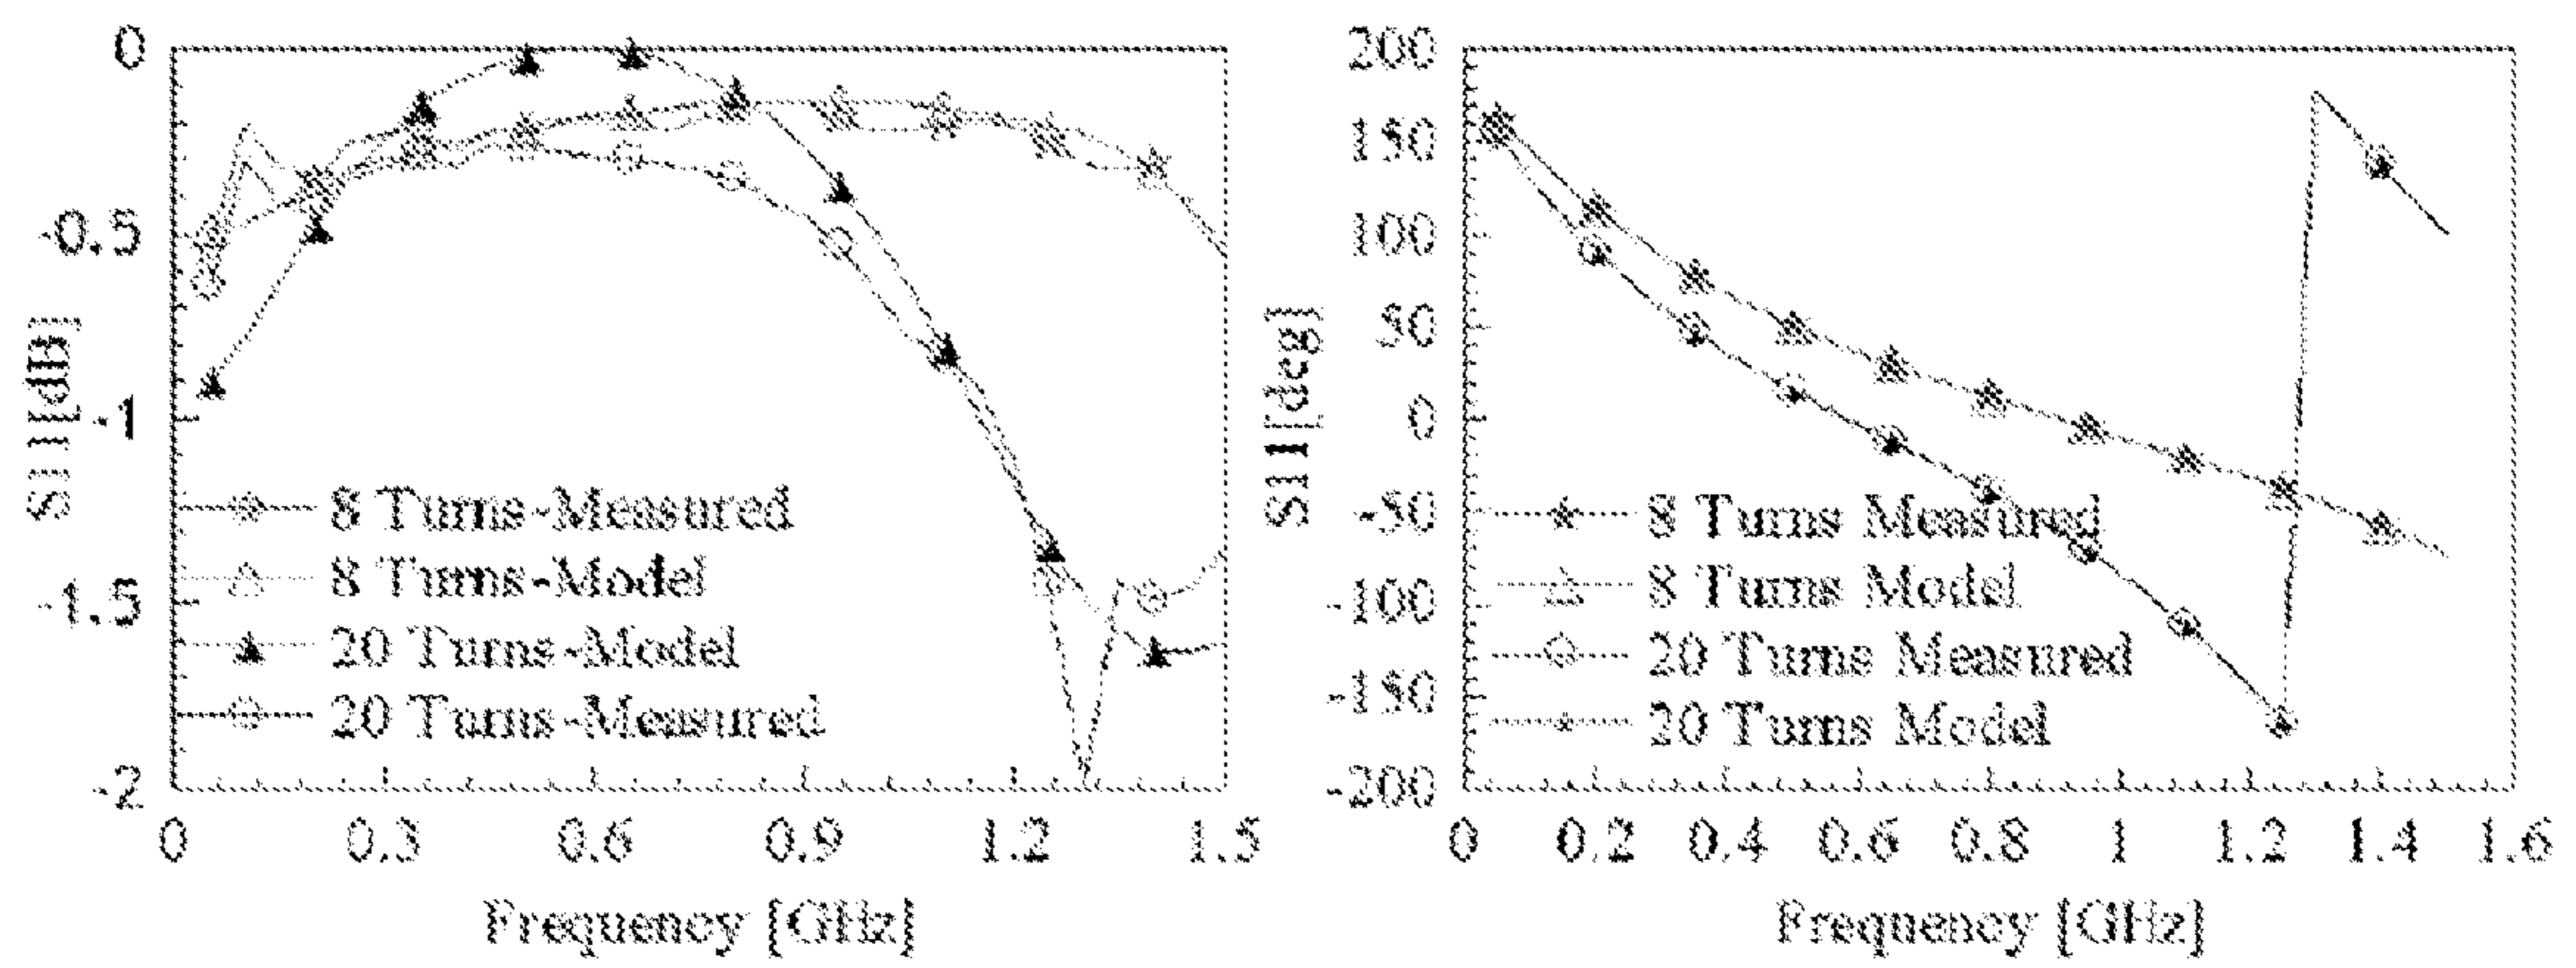 0
-0.5
-1
-1.5
-2
S11[dB]
8 Turns-Measured
8 Turns-Model
20 Turns-Model
20 Turns-Measured
0 0.3 0.6 0.9 1.2 1.5
Frequency [GHz]
200
150
100
50
0
-50
-100
-150
-200
S11[deg]
8 Turns Measured
8 Turns Model
20 Turns Measured
20 Turns Model
0 0.2 0.4 0.6 0.8 1 1.2 1.4 1.6
Frequency [GHz]